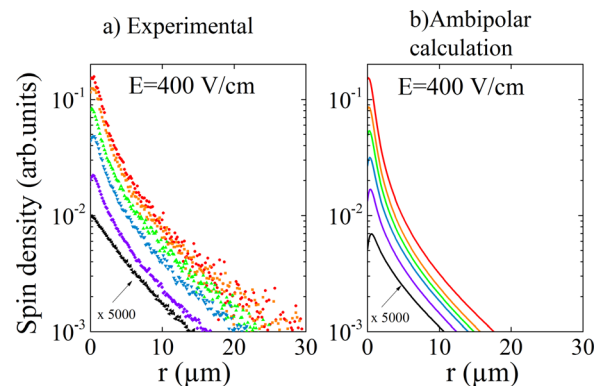 a) Experimental
b)Ambipolar
calculation
Spin density (arb.units)
10-1
10-2
10-3
E=400 V/cm
x 5000
0
10
20
30
r (µm)
10-1
10-2
10-3
E=400 V/cm
x 5000
0
10
20
30
r (µm)